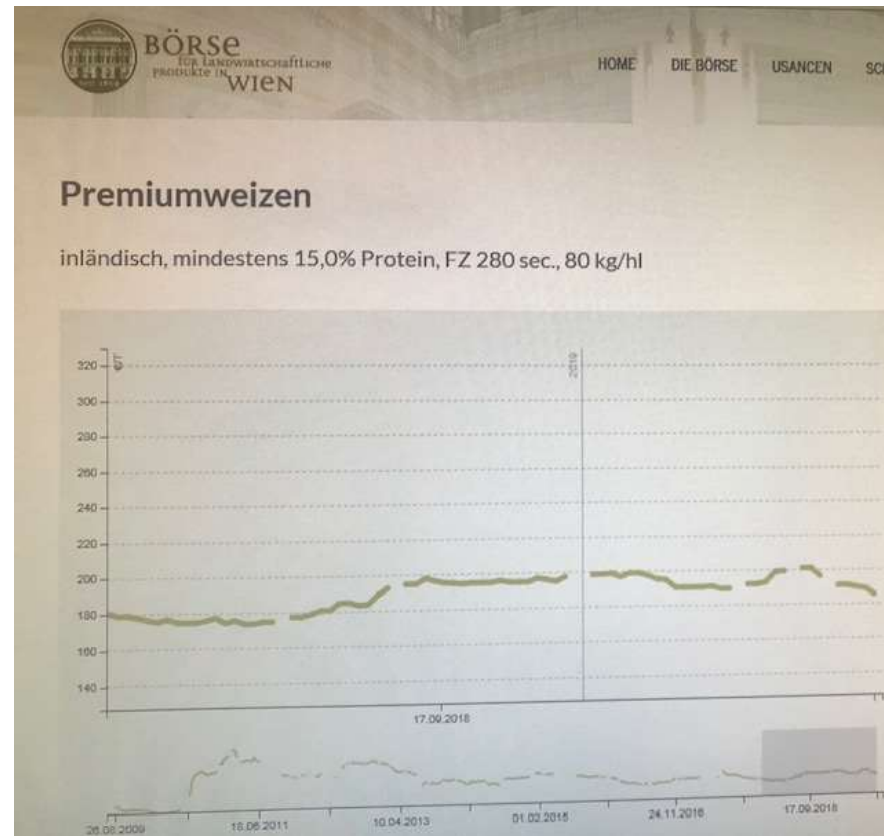 BÖRSE
FÜR LANDWIRTSCHAFTLICHE
PRODUKTE IN WIEN
HOME DIE BÖRSE USANCEN
Premiumweizen
inländisch, mindestens 15,0% Protein, FZ 280 sec., 80 kg/hl
€/T
2019
320
300
280
260
240
220
200
180
160
140
17.09.2018
26.08.2009 18.06.2011 10.04.2013 01.02.2015 24.11.2016 17.09.2018